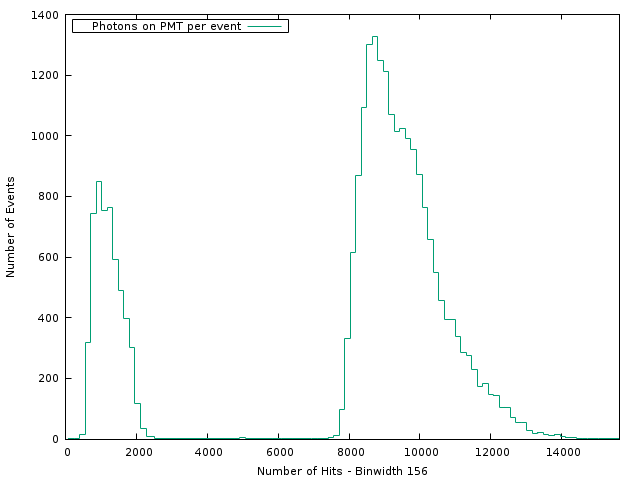 1400
Photons on PMT per event
1200
1000
800
600
400
200
0
Number of Events
0 2000 4000 6000 8000 10000 12000 14000
Number of Hits - Binwidth 156